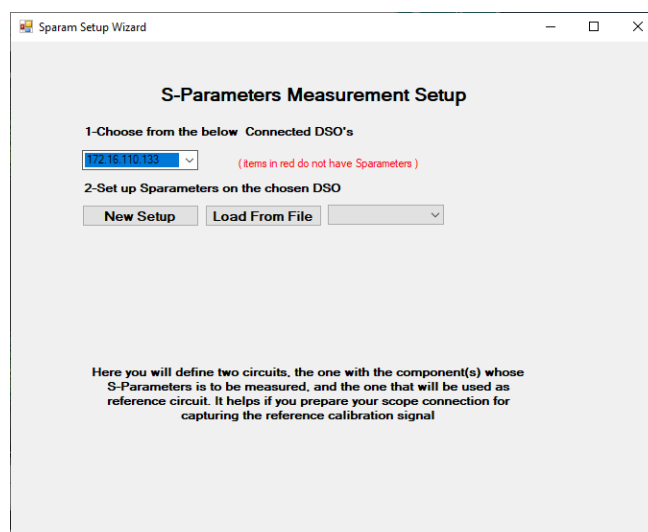 Sparam Setup Wizard
S-Parameters Measurement Setup
1-Choose from the below Connected DSO's
172.16.110.133
( items in red do not have Sparameters )
2-Set up Sparameters on the chosen DSO
New Setup
Load From File
Here you will define two circuits, the one with the component(s) whose
S-Parameters is to be measured, and the one that will be used as
reference circuit. It helps if you prepare your scope connection for
capturing the reference calibration signal